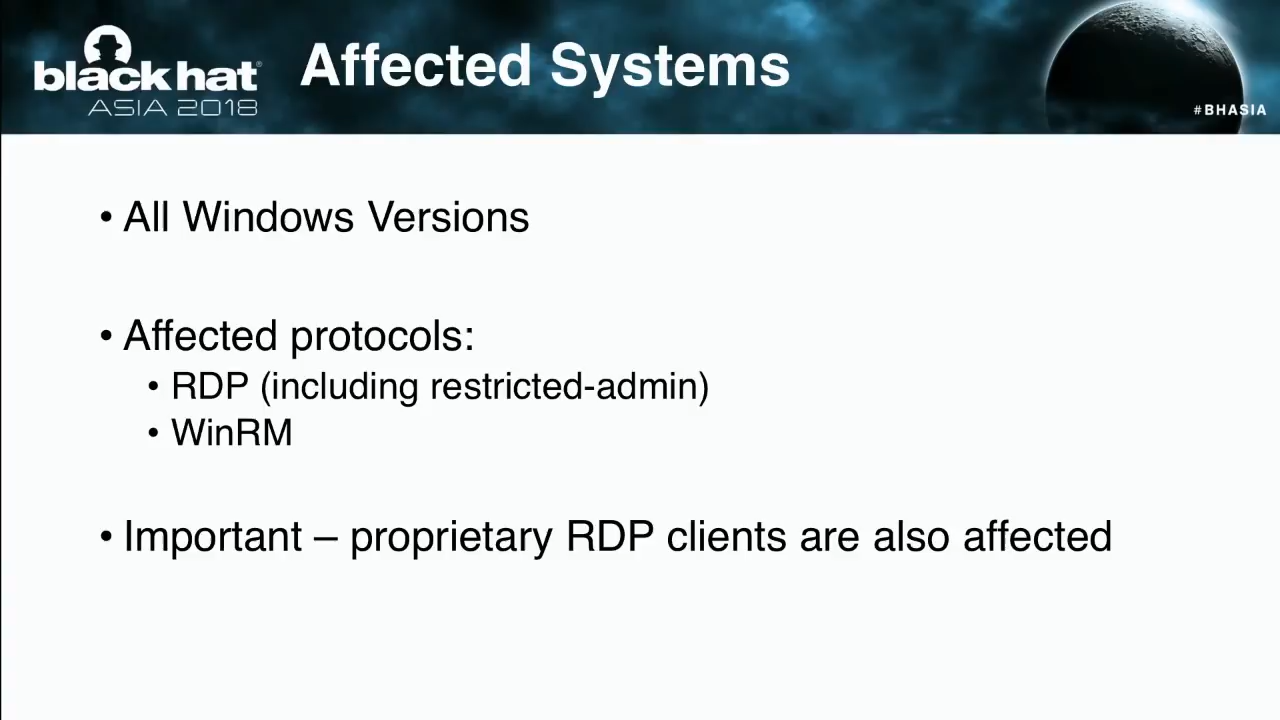 black hat®
ASIA 2018
Affected Systems
#BHASIA
• All Windows Versions
• Affected protocols:
• RDP (including restricted-admin)
• WinRM
• Important – proprietary RDP clients are also affected